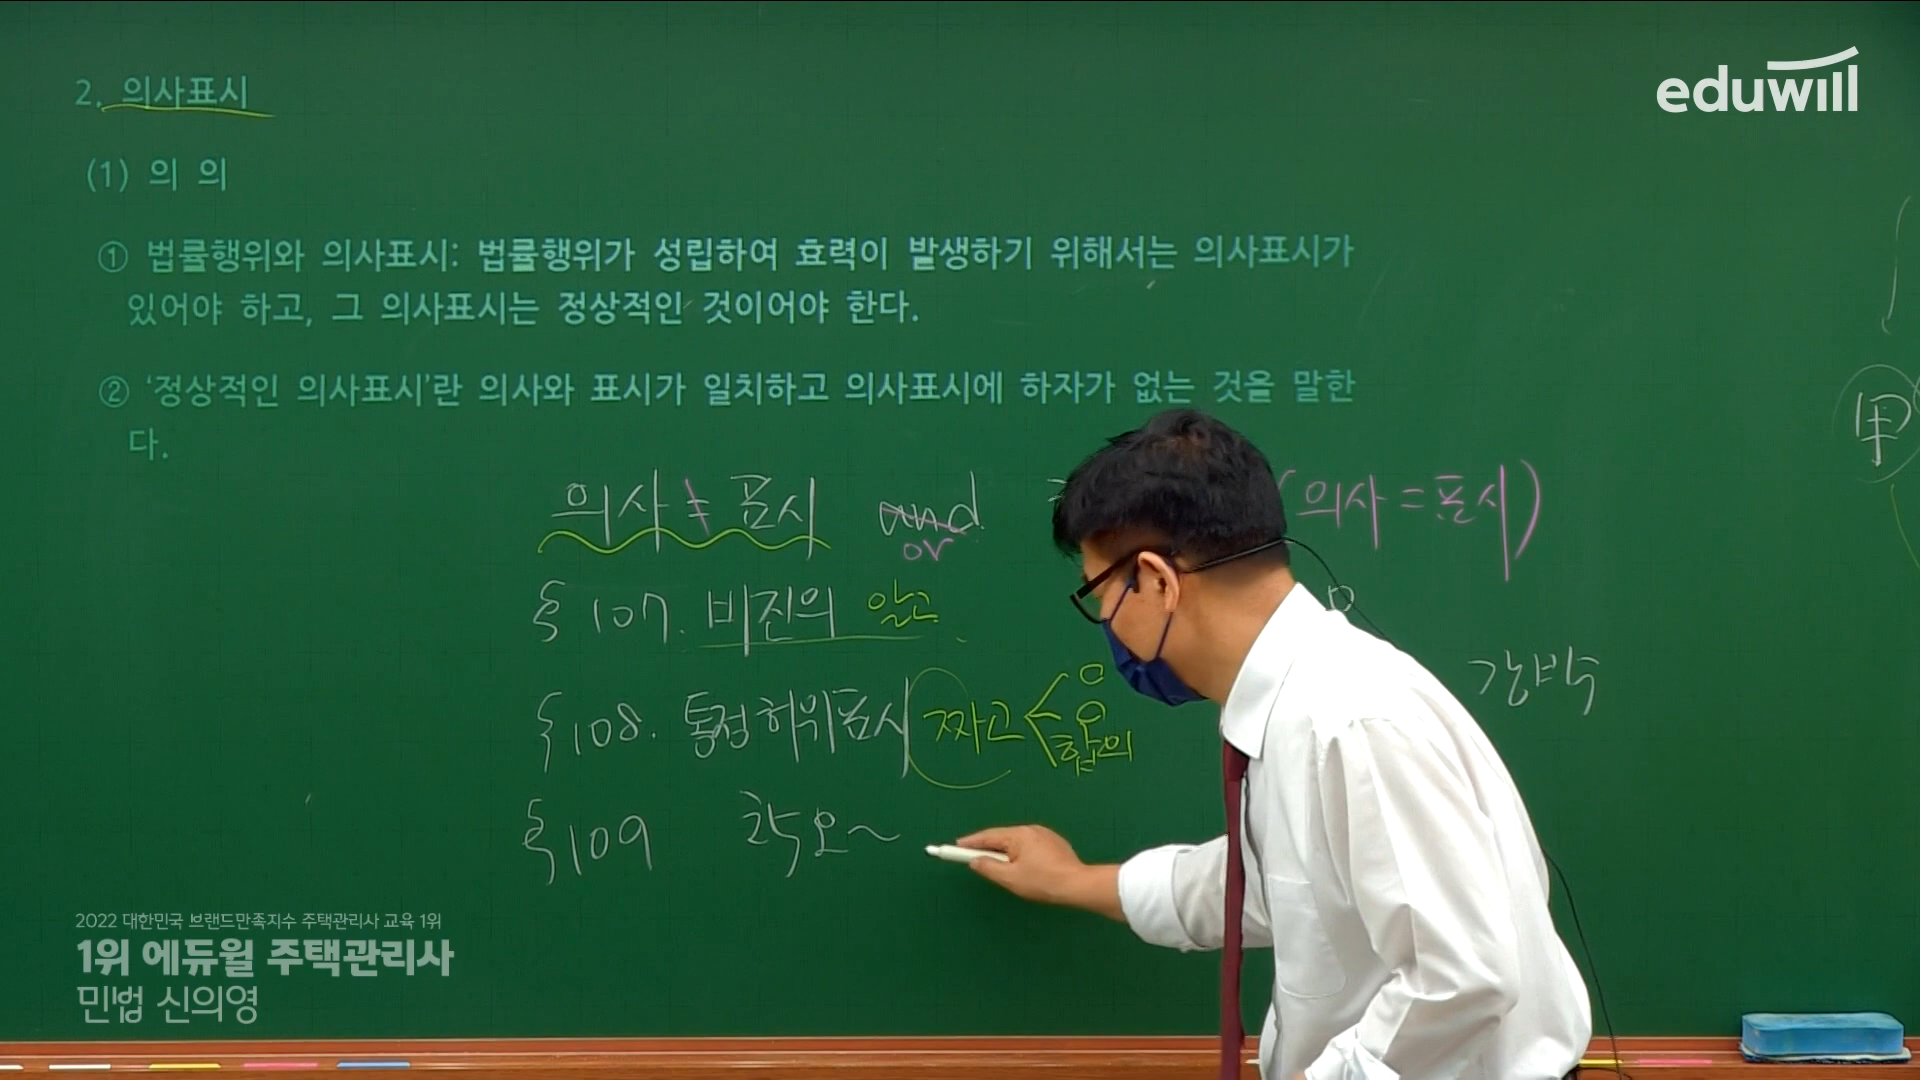 eduwill
2. 의사표시
(1) 의 의
① 법률행위와 의사표시: 법률행위가 성립하여 효력이 발생하기 위해서는 의사표시가
있어야 하고, 그 의사표시는 정상적인 것이어야 한다.
② ‘정상적인 의사표시’란 의사와 표시가 일치하고 의사표시에 하자가 없는 것을 말한
다.
의사 ≠ 표시 and (의사 = 표시)
or
§ 107. 비진의 알고
§ 108. 통정허위표시 짜고 합의
강박
§ 109 착오~
甲
2022 대한민국 브랜드만족지수 주택관리사 교육 1위
1위 에듀윌 주택관리사
민법 신의영